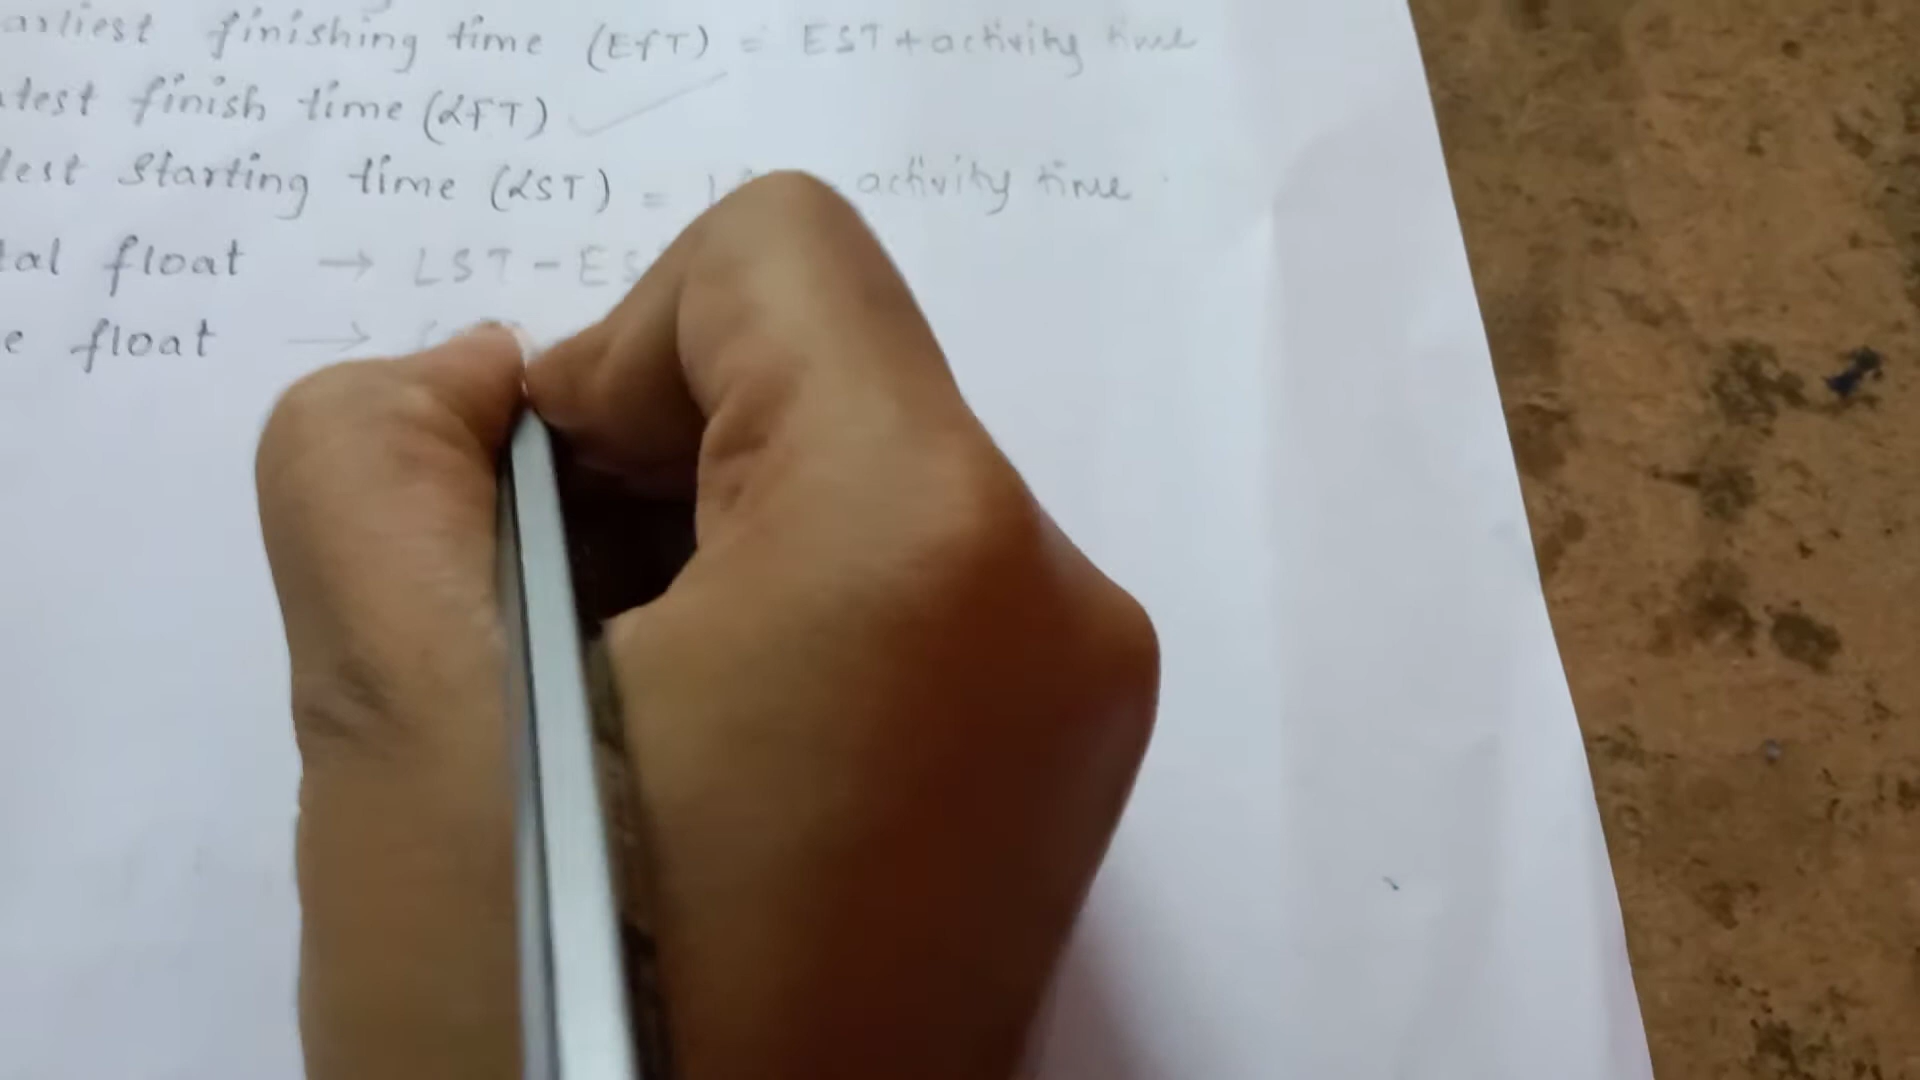 arliest finishing time (EfT) = EST + activity time
atest finish time (LFT)
test Starting time (LST) = activity time
tal float → LST - ES
e float →